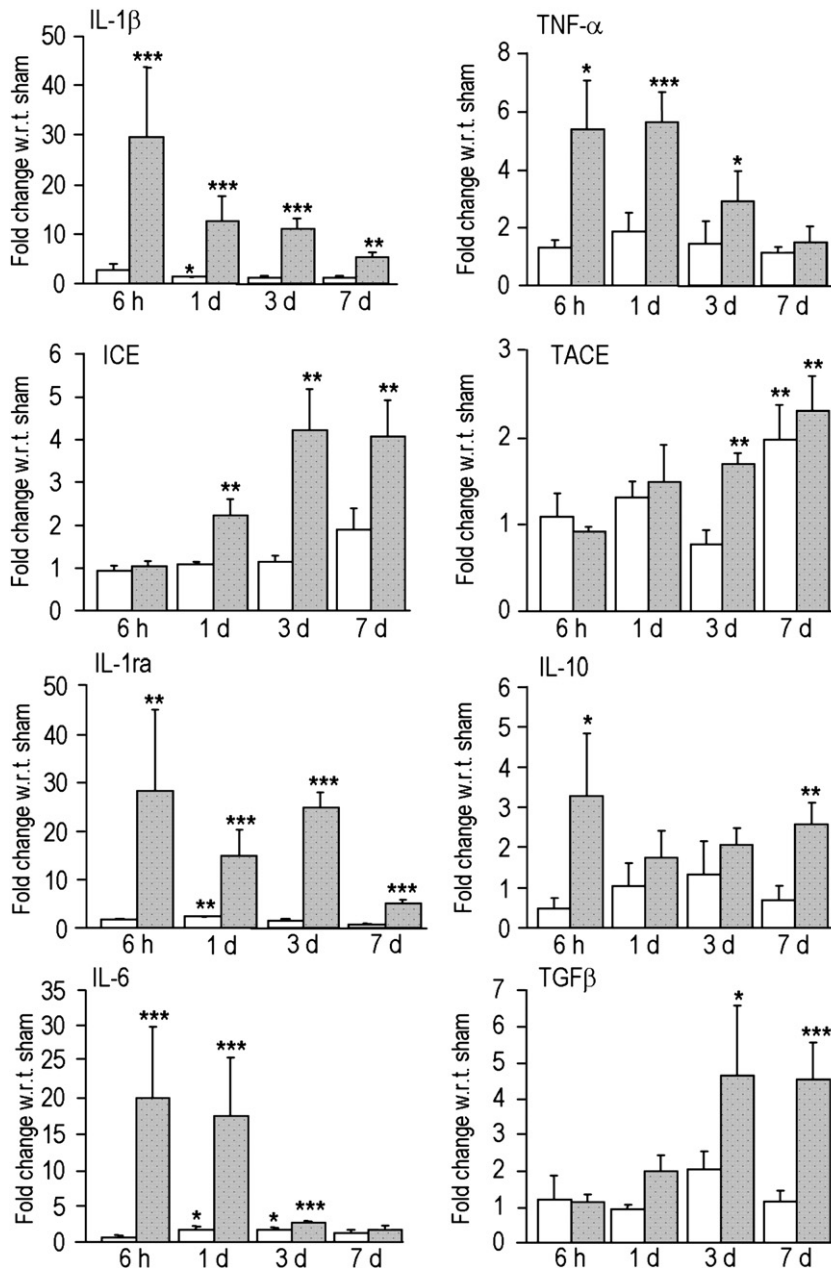 IL-1β
Fold change w.r.t. sham
50
40
30
20
10
0
***
*
***
***
**
6 h
1 d
3 d
7 d
TNF-α
Fold change w.r.t. sham
8
6
4
2
0
*
***
*
6 h
1 d
3 d
7 d
ICE
Fold change w.r.t. sham
6
5
4
3
2
1
0
**
**
**
6 h
1 d
3 d
7 d
TACE
Fold change w.r.t. sham
3
2
1
0
**
**
**
6 h
1 d
3 d
7 d
IL-1ra
Fold change w.r.t. sham
50
40
30
20
10
0
**
**
***
***
***
6 h
1 d
3 d
7 d
IL-10
Fold change w.r.t. sham
6
5
4
3
2
1
0
*
**
6 h
1 d
3 d
7 d
IL-6
Fold change w.r.t. sham
35
30
25
20
15
10
5
0
***
*
***
*
***
6 h
1 d
3 d
7 d
TGFβ
Fold change w.r.t. sham
7
6
5
4
3
2
1
0
*
***
6 h
1 d
3 d
7 d